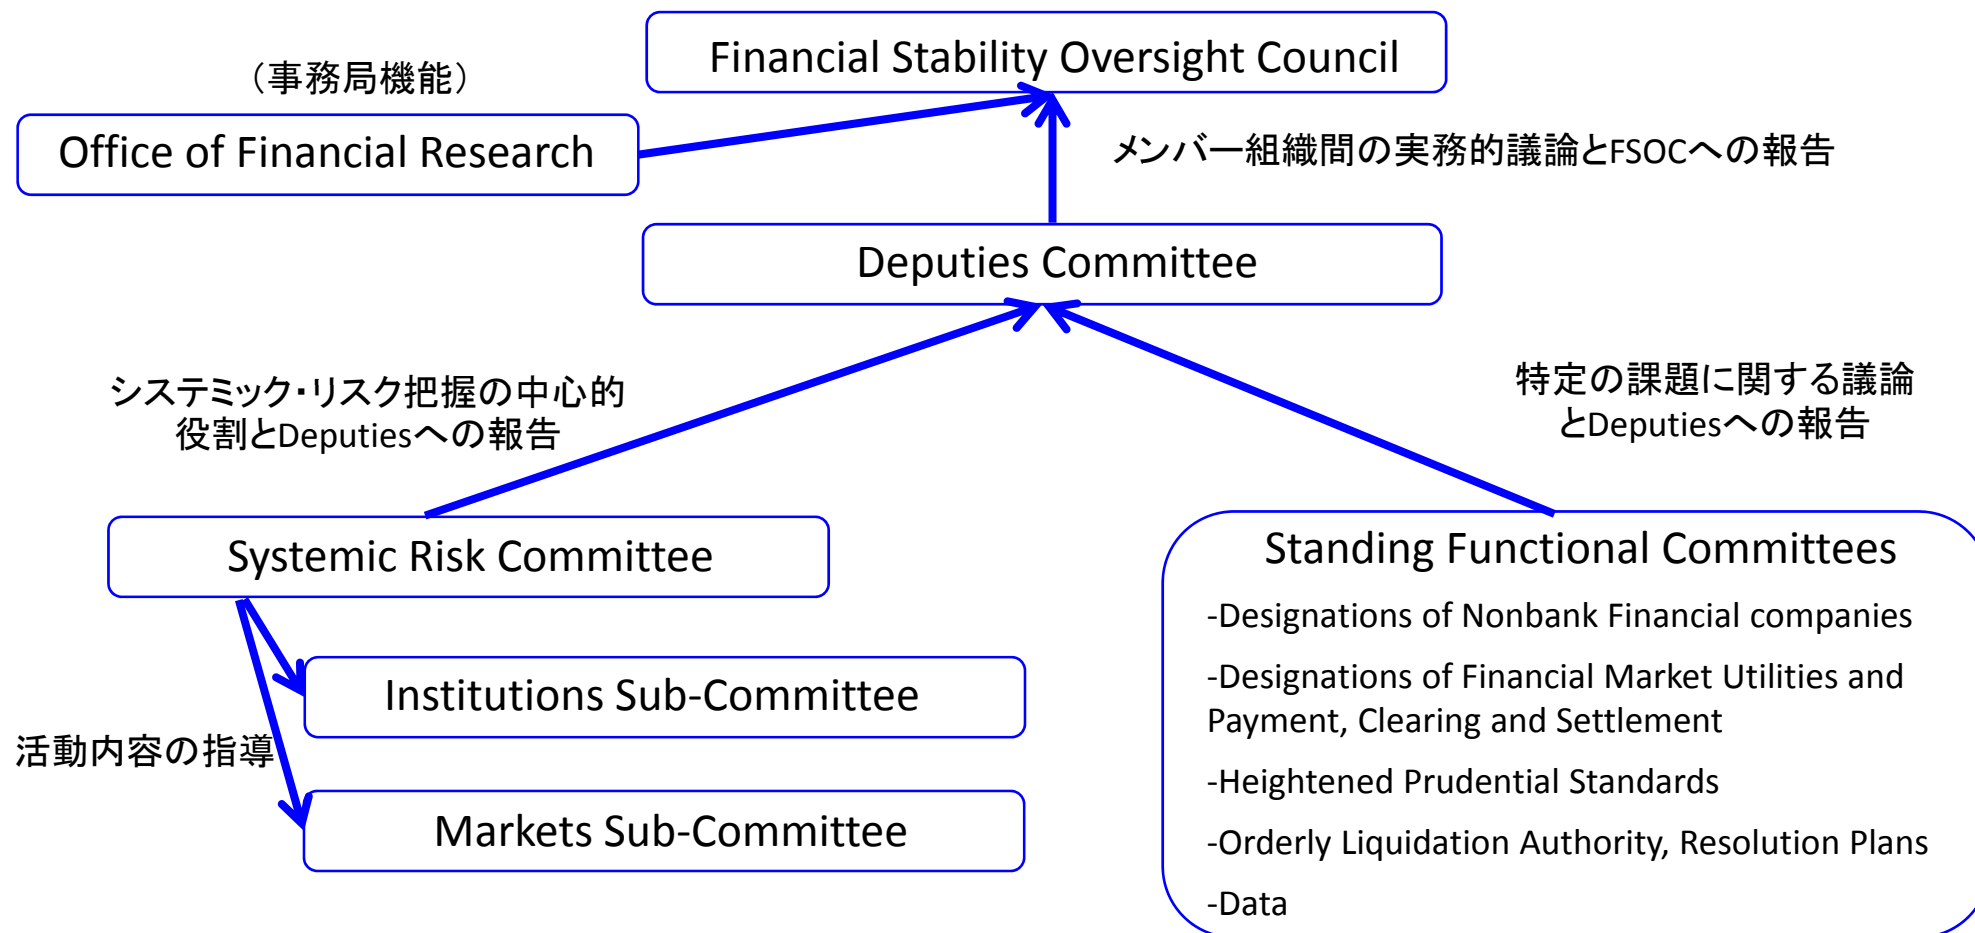 Financial Stability Oversight Council
（事務局機能）
Office of Financial Research
メンバー組織間の実務的議論とFSOCへの報告
Deputies Committee
システミック・リスク把握の中心的
役割とDeputiesへの報告
特定の課題に関する議論
とDeputiesへの報告
Systemic Risk Committee
Institutions Sub-Committee
活動内容の指導
Markets Sub-Committee
Standing Functional Committees
-Designations of Nonbank Financial companies
-Designations of Financial Market Utilities and
Payment, Clearing and Settlement
-Heightened Prudential Standards
-Orderly Liquidation Authority, Resolution Plans
-Data